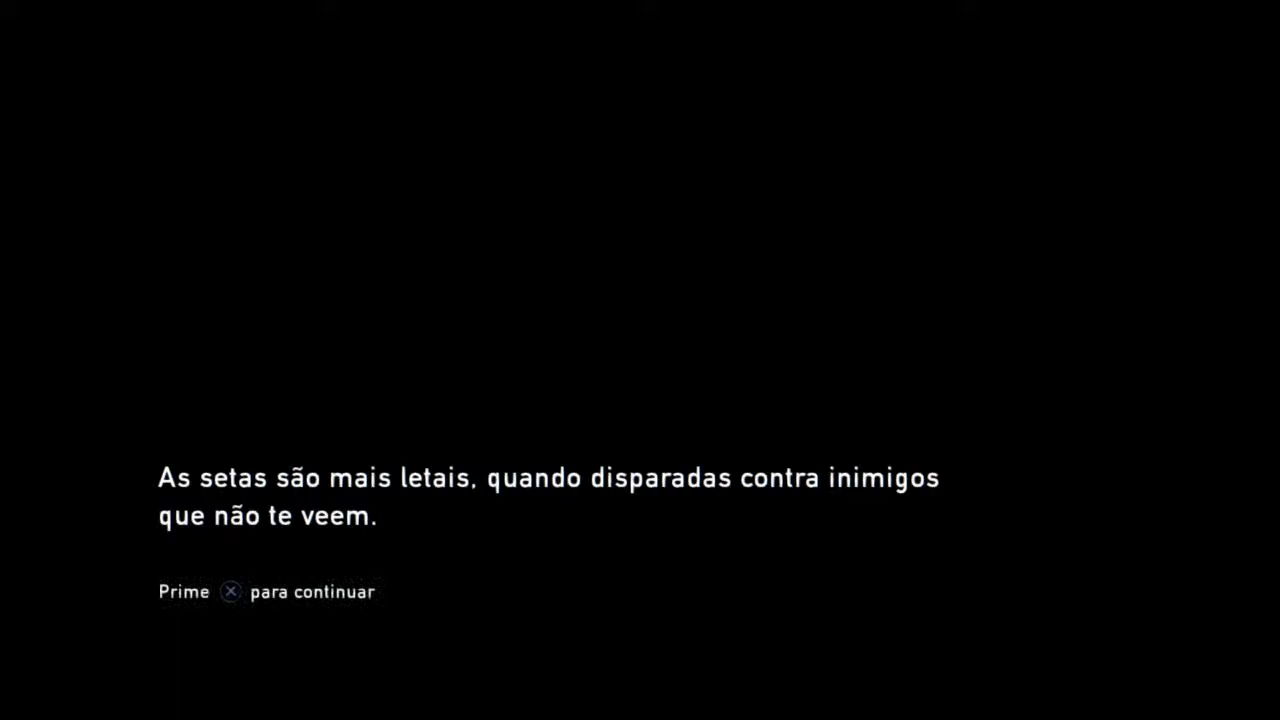 As setas são mais letais, quando disparadas contra inimigos
que não te veem.
Prime ⓧ para continuar